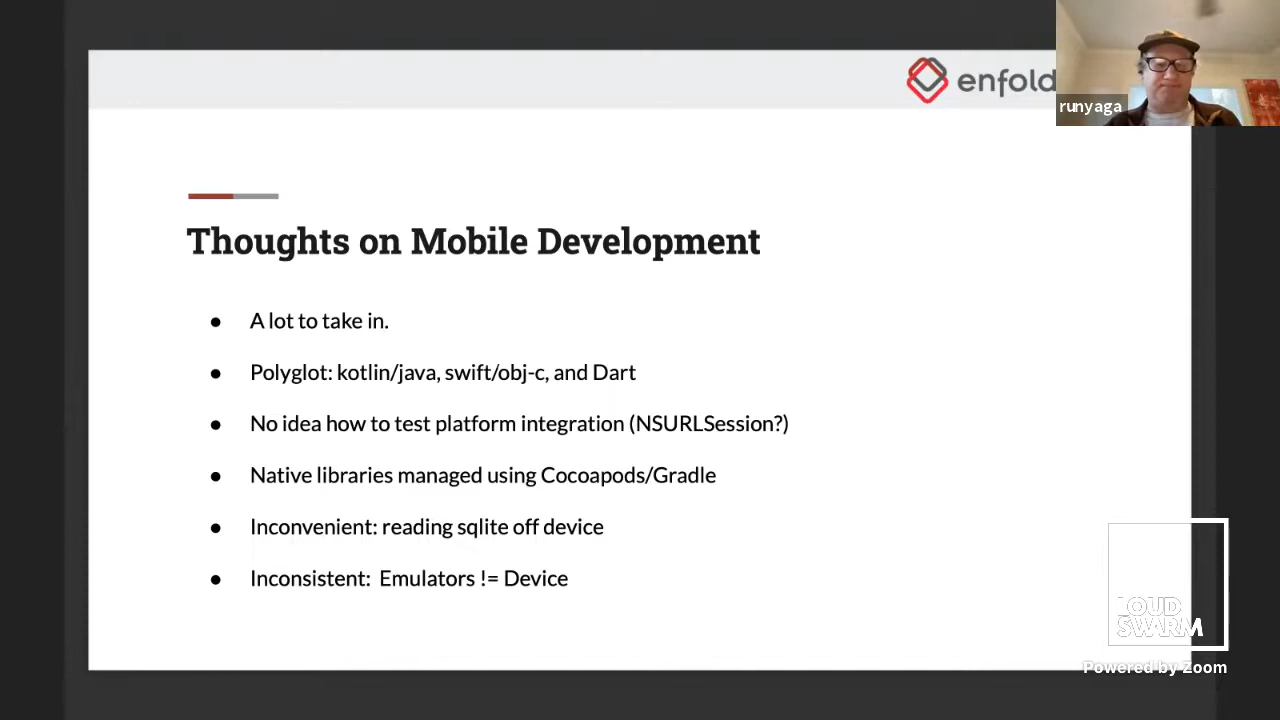 enfold
runyaga
Thoughts on Mobile Development
● A lot to take in.
● Polyglot: kotlin/java, swift/obj-c, and Dart
● No idea how to test platform integration (NSURLSession?)
● Native libraries managed using Cocoapods/Gradle
● Inconvenient: reading sqlite off device
● Inconsistent:  Emulators != Device
LOUD
SWARM
Powered by Zoom